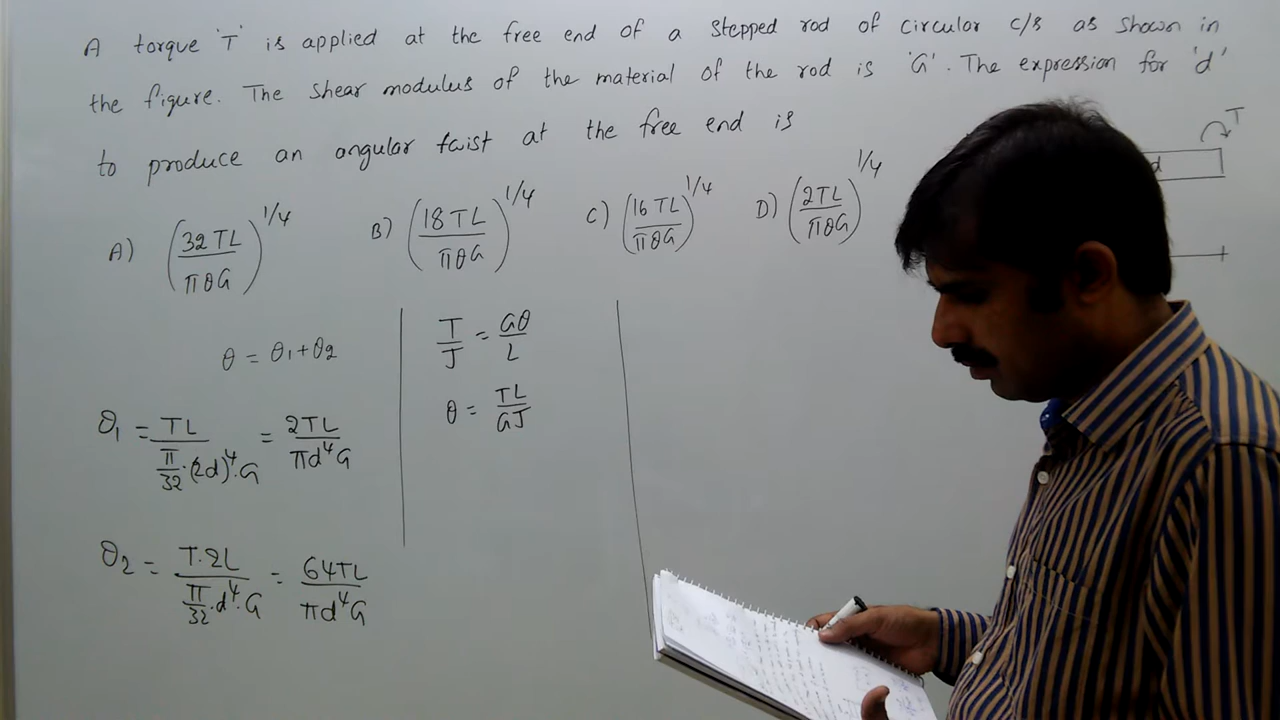 A torque 'T' is applied at the free end of a stepped rod of circular c/s as shown in
the figure. The shear modulus of the material of the rod is 'G'. The expression for 'd'
to produce an angular twist at the free end is
A) (32TL/πθG)^1/4 B) (18TL/πθG)^1/4 C) (16TL/πθG)^1/4 D) (2TL/πθG)^1/4
T
d
θ = θ1+θ2
θ1 = TL/(π/32·(2d)^4·G) = 2TL/πd^4G
θ2 = T·2L/(π/32·d^4·G) = 64TL/πd^4G
T/J = Gθ/L
θ = TL/GJ